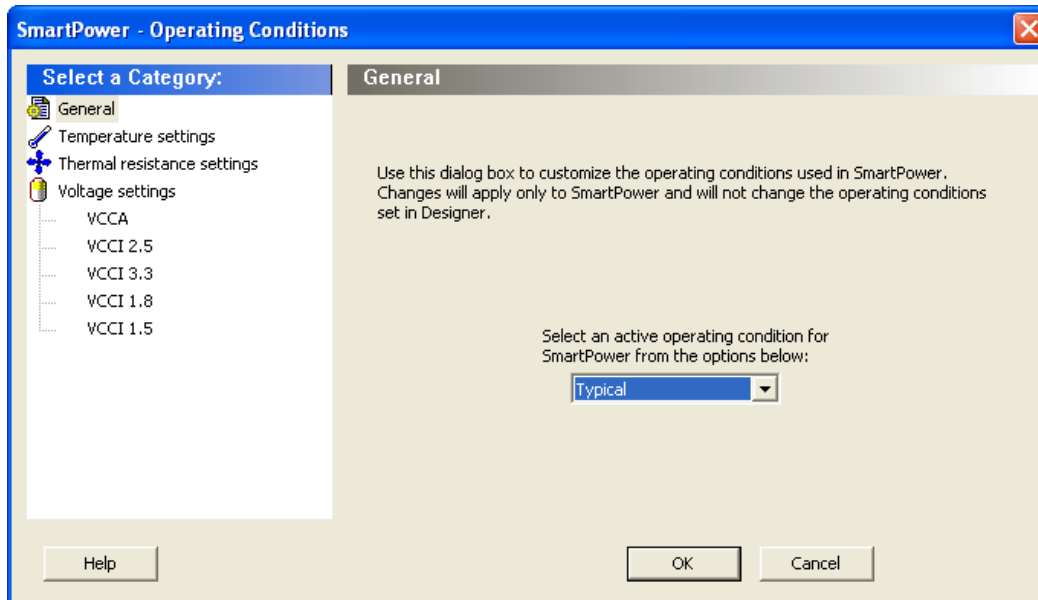 SmartPower - Operating Conditions
Select a Category:
General
Temperature settings
Thermal resistance settings
Voltage settings
VCCA
VCCI 2.5
VCCI 3.3
VCCI 1.8
VCCI 1.5
General
Use this dialog box to customize the operating conditions used in SmartPower.
Changes will apply only to SmartPower and will not change the operating conditions
set in Designer.
Select an active operating condition for
SmartPower from the options below:
Typical
Help
OK
Cancel